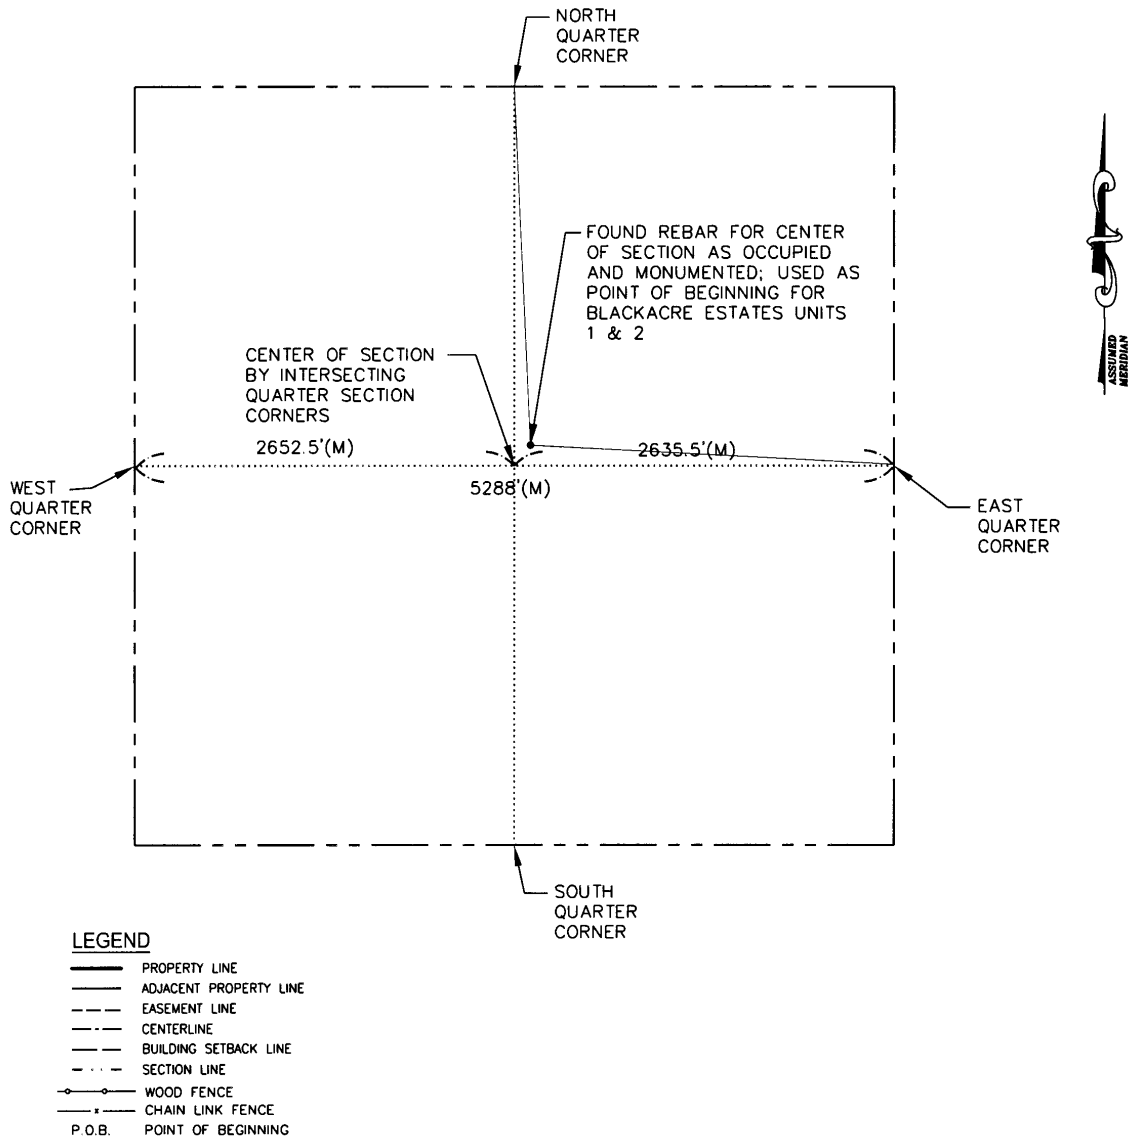 NORTH
QUARTER
CORNER
FOUND REBAR FOR CENTER
OF SECTION AS OCCUPIED
AND MONUMENTED; USED AS
POINT OF BEGINNING FOR
BLACKACRE ESTATES UNITS
1 & 2
ASSUMED
MERIDIAN
CENTER OF SECTION
BY INTERSECTING
QUARTER SECTION
CORNERS
2652.5'(M)
2635.5'(M)
5288'(M)
WEST
QUARTER
CORNER
EAST
QUARTER
CORNER
SOUTH
QUARTER
CORNER
LEGEND
PROPERTY LINE
ADJACENT PROPERTY LINE
EASEMENT LINE
CENTERLINE
BUILDING SETBACK LINE
SECTION LINE
WOOD FENCE
x CHAIN LINK FENCE
P.O.B. POINT OF BEGINNING